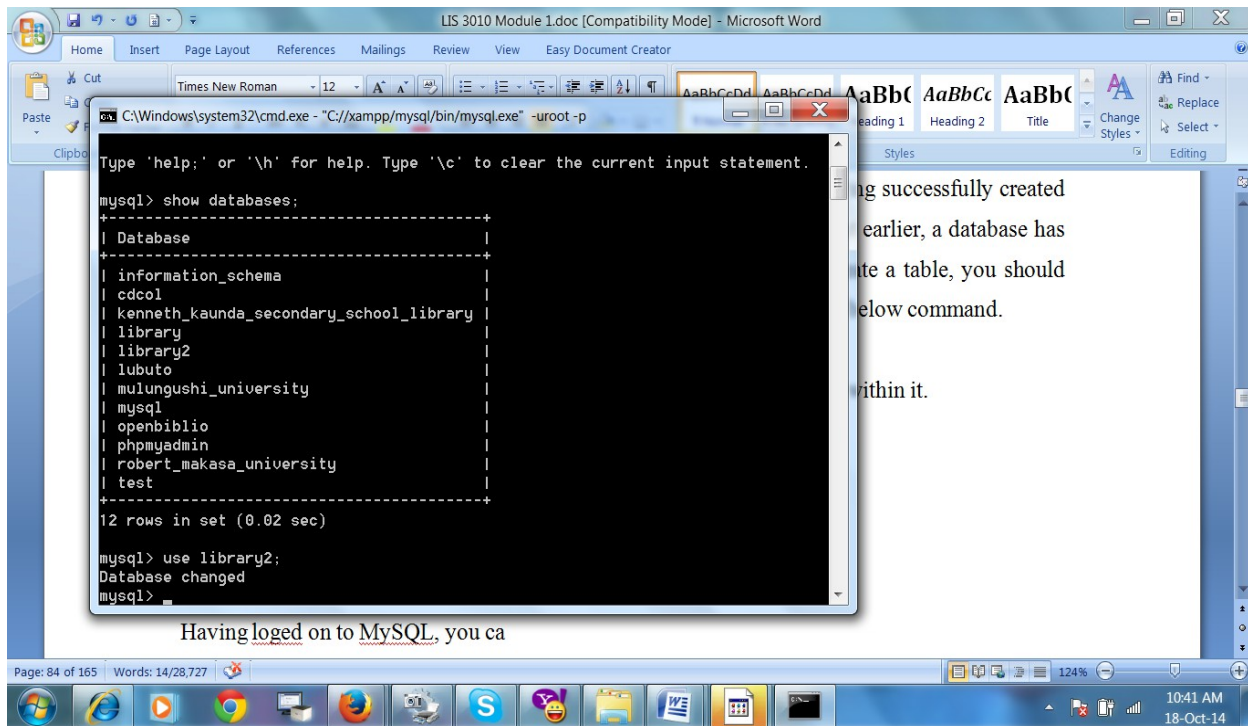 LIS 3010 Module 1.doc [Compatibility Mode] - Microsoft Word
Home Insert Page Layout References Mailings Review View Easy Document Creator
Cut
Paste
Times New Roman 12
AaBbCcDd AaBbCcDd AaBb( AaBbCc AaBb(
eading 1 Heading 2 Title
Change Styles
Find
Replace
Select
Clipbo Styles Editing
C:\Windows\system32\cmd.exe - "C://xampp/mysql/bin/mysql.exe" -uroot -p
Type 'help;' or '\h' for help. Type '\c' to clear the current input statement.
mysql> show databases;
+-----------------------------------------+
| Database |
+-----------------------------------------+
| information_schema |
| cdcol |
| kenneth_kaunda_secondary_school_library |
| library |
| library2 |
| lubuto |
| mulungushi_university |
| mysql |
| openbiblio |
| phpmyadmin |
| robert_makasa_university |
| test |
+-----------------------------------------+
12 rows in set (0.02 sec)
mysql> use library2;
Database changed
mysql> _
ng successfully created
earlier, a database has
te a table, you should
elow command.
ithin it.
Having loged on to MySQL, you ca
Page: 84 of 165 Words: 14/28,727 124%
10:41 AM
18-Oct-14